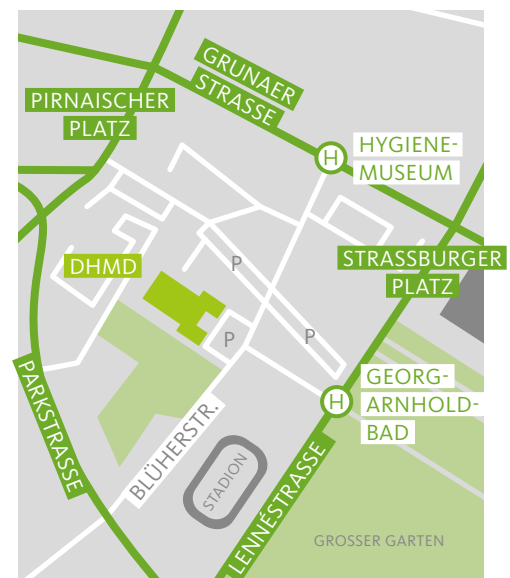 GRUNAER
STRASSE
PIRNAISCHER
PLATZ
H
HYGIENE-
MUSEUM
STRASSBURGER
PLATZ
DHMD
P
P
P
PARKSTRASSE
BLÜHERSTR.
H
GEORG-
ARNHOLD-
BAD
STADION
LENNÉSTRASSE
GROSSER GARTEN